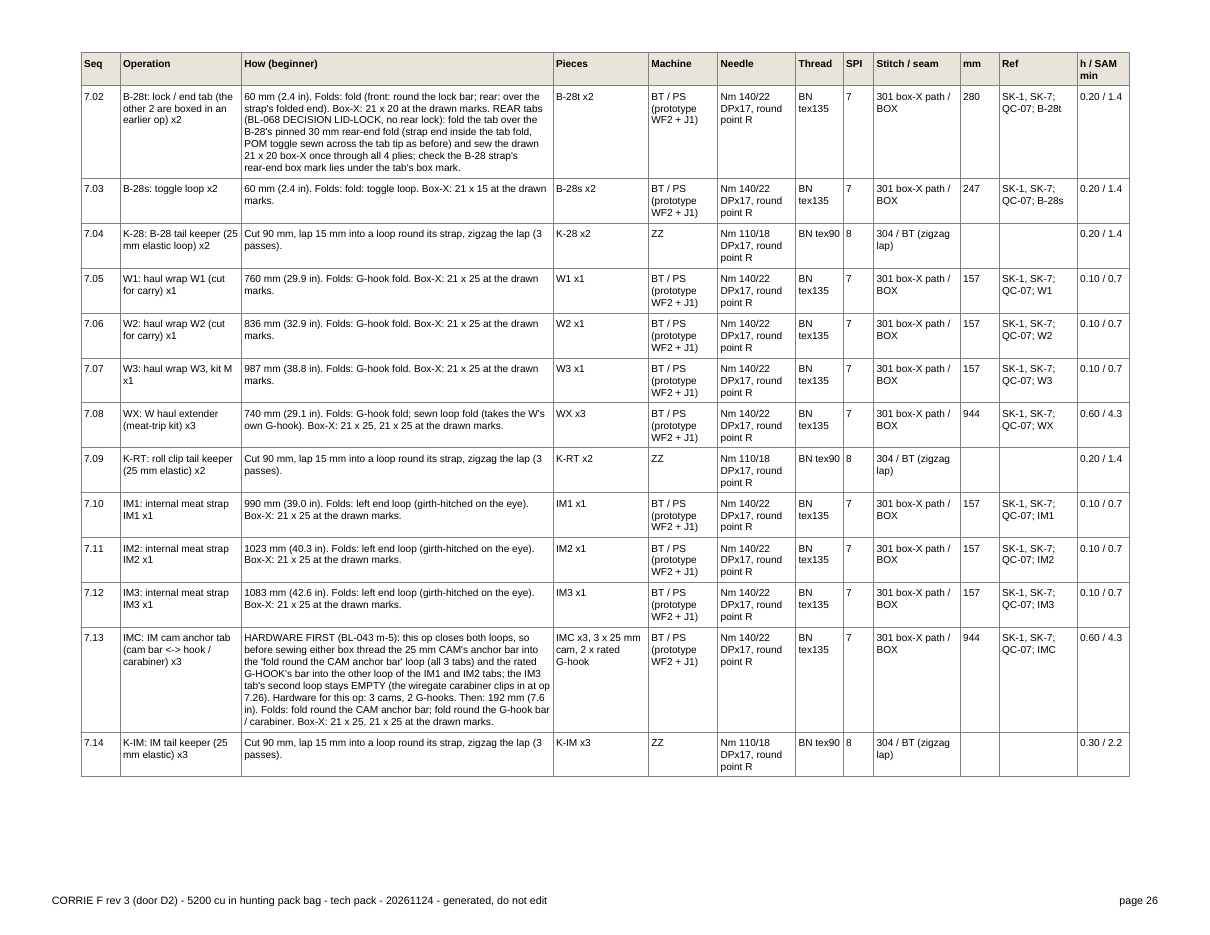 Seq Operation How (beginner) Pieces Machine Needle Thread SPI Stitch / seam mm Ref h / SAM
min
7.02 B-28t: lock / end tab (the 60 mm (2.4 in). Folds: fold (front: round the lock bar; rear: over the B-28t x2 BT / PS Nm 140/22 BN 7 301 box-X path / 280 SK-1, SK-7; 0.20 / 1.4
other 2 are boxed in an strap's folded end). Box-X: 21 x 20 at the drawn marks. REAR tabs (prototype DPx17, round tex135 BOX QC-07; B-28t
earlier op) x2 (BL-068 DECISION LID-LOCK, no rear lock): fold the tab over the WF2 + J1) point R
B-28's pinned 30 mm rear-end fold (strap end inside the tab fold,
POM toggle sewn across the tab tip as before) and sew the drawn
21 x 20 box-X once through all 4 plies; check the B-28 strap's
rear-end box mark lies under the tab's box mark.
7.03 B-28s: toggle loop x2 60 mm (2.4 in). Folds: fold: toggle loop. Box-X: 21 x 15 at the drawn B-28s x2 BT / PS Nm 140/22 BN 7 301 box-X path / 247 SK-1, SK-7; 0.20 / 1.4
marks. (prototype DPx17, round tex135 BOX QC-07; B-28s
WF2 + J1) point R
7.04 K-28: B-28 tail keeper (25 Cut 90 mm, lap 15 mm into a loop round its strap, zigzag the lap (3 K-28 x2 ZZ Nm 110/18 BN tex90 8 304 / BT (zigzag 0.20 / 1.4
mm elastic loop) x2 passes). DPx17, round lap)
point R
7.05 W1: haul wrap W1 (cut 760 mm (29.9 in). Folds: G-hook fold. Box-X: 21 x 25 at the drawn W1 x1 BT / PS Nm 140/22 BN 7 301 box-X path / 157 SK-1, SK-7; 0.10 / 0.7
for carry) x1 marks. (prototype DPx17, round tex135 BOX QC-07; W1
WF2 + J1) point R
7.06 W2: haul wrap W2 (cut 836 mm (32.9 in). Folds: G-hook fold. Box-X: 21 x 25 at the drawn W2 x1 BT / PS Nm 140/22 BN 7 301 box-X path / 157 SK-1, SK-7; 0.10 / 0.7
for carry) x1 marks. (prototype DPx17, round tex135 BOX QC-07; W2
WF2 + J1) point R
7.07 W3: haul wrap W3, kit M 987 mm (38.8 in). Folds: G-hook fold. Box-X: 21 x 25 at the drawn W3 x1 BT / PS Nm 140/22 BN 7 301 box-X path / 157 SK-1, SK-7; 0.10 / 0.7
x1 marks. (prototype DPx17, round tex135 BOX QC-07; W3
WF2 + J1) point R
7.08 WX: W haul extender 740 mm (29.1 in). Folds: G-hook fold; sewn loop fold (takes the W's WX x3 BT / PS Nm 140/22 BN 7 301 box-X path / 944 SK-1, SK-7; 0.60 / 4.3
(meat-trip kit) x3 own G-hook). Box-X: 21 x 25, 21 x 25 at the drawn marks. (prototype DPx17, round tex135 BOX QC-07; WX
WF2 + J1) point R
7.09 K-RT: roll clip tail keeper Cut 90 mm, lap 15 mm into a loop round its strap, zigzag the lap (3 K-RT x2 ZZ Nm 110/18 BN tex90 8 304 / BT (zigzag 0.20 / 1.4
(25 mm elastic) x2 passes). DPx17, round lap)
point R
7.10 IM1: internal meat strap 990 mm (39.0 in). Folds: left end loop (girth-hitched on the eye). IM1 x1 BT / PS Nm 140/22 BN 7 301 box-X path / 157 SK-1, SK-7; 0.10 / 0.7
IM1 x1 Box-X: 21 x 25 at the drawn marks. (prototype DPx17, round tex135 BOX QC-07; IM1
WF2 + J1) point R
7.11 IM2: internal meat strap 1023 mm (40.3 in). Folds: left end loop (girth-hitched on the eye). IM2 x1 BT / PS Nm 140/22 BN 7 301 box-X path / 157 SK-1, SK-7; 0.10 / 0.7
IM2 x1 Box-X: 21 x 25 at the drawn marks. (prototype DPx17, round tex135 BOX QC-07; IM2
WF2 + J1) point R
7.12 IM3: internal meat strap 1083 mm (42.6 in). Folds: left end loop (girth-hitched on the eye). IM3 x1 BT / PS Nm 140/22 BN 7 301 box-X path / 157 SK-1, SK-7; 0.10 / 0.7
IM3 x1 Box-X: 21 x 25 at the drawn marks. (prototype DPx17, round tex135 BOX QC-07; IM3
WF2 + J1) point R
7.13 IMC: IM cam anchor tab HARDWARE FIRST (BL-043 m-5): this op closes both loops, so IMC x3, 3 x 25 mm BT / PS Nm 140/22 BN 7 301 box-X path / 944 SK-1, SK-7; 0.60 / 4.3
(cam bar <-> hook / before sewing either box thread the 25 mm CAM's anchor bar into cam, 2 x rated (prototype DPx17, round tex135 BOX QC-07; IMC
carabiner) x3 the 'fold round the CAM anchor bar' loop (all 3 tabs) and the rated G-hook WF2 + J1) point R
G-HOOK's bar into the other loop of the IM1 and IM2 tabs; the IM3
tab's second loop stays EMPTY (the wiregate carabiner clips in at op
7.26). Hardware for this op: 3 cams, 2 G-hooks. Then: 192 mm (7.6
in). Folds: fold round the CAM anchor bar; fold round the G-hook bar
/ carabiner. Box-X: 21 x 25, 21 x 25 at the drawn marks.
7.14 K-IM: IM tail keeper (25 Cut 90 mm, lap 15 mm into a loop round its strap, zigzag the lap (3 K-IM x3 ZZ Nm 110/18 BN tex90 8 304 / BT (zigzag 0.30 / 2.2
mm elastic) x3 passes). DPx17, round lap)
point R
CORRIE F rev 3 (door D2) - 5200 cu in hunting pack bag - tech pack - 20261124 - generated, do not edit page 26